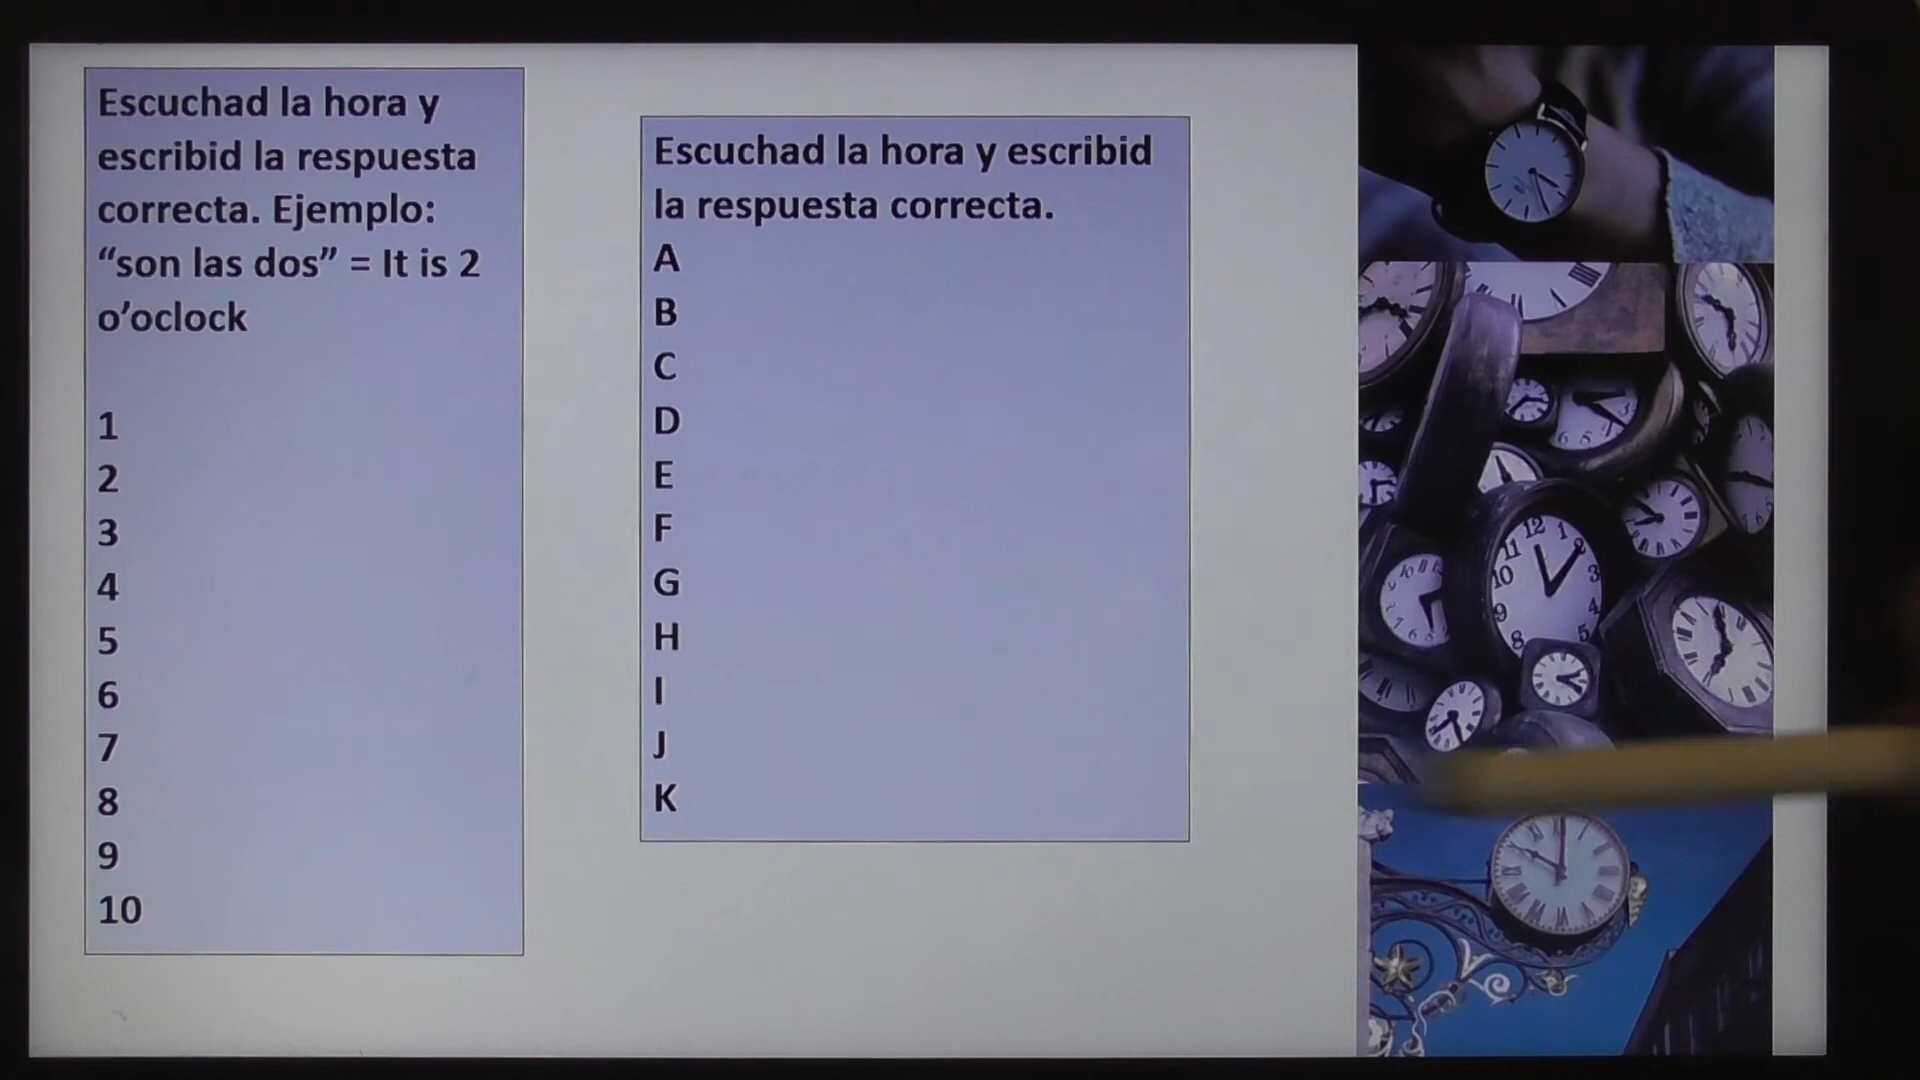 Escuchad la hora y
escribid la respuesta
correcta. Ejemplo:
“son las dos” = It is 2
o’oclock
1
2
3
4
5
6
7
8
9
10
Escuchad la hora y escribid
la respuesta correcta.
A
B
C
D
E
F
G
H
I
J
K